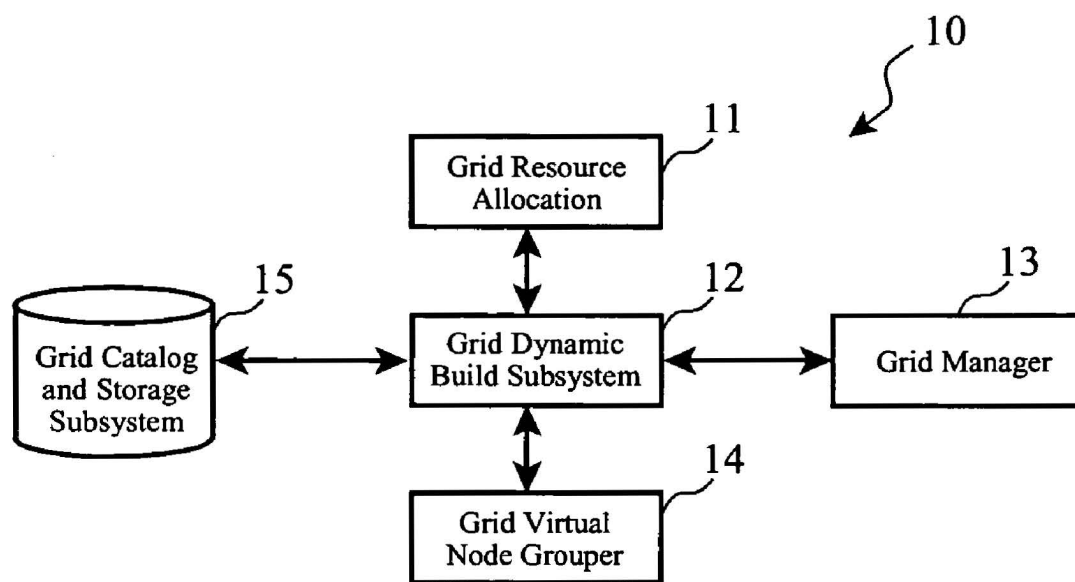 10
11
Grid Resource
Allocation
15
12
13
Grid Catalog
and Storage
Subsystem
Grid Dynamic
Build Subsystem
Grid Manager
14
Grid Virtual
Node Grouper